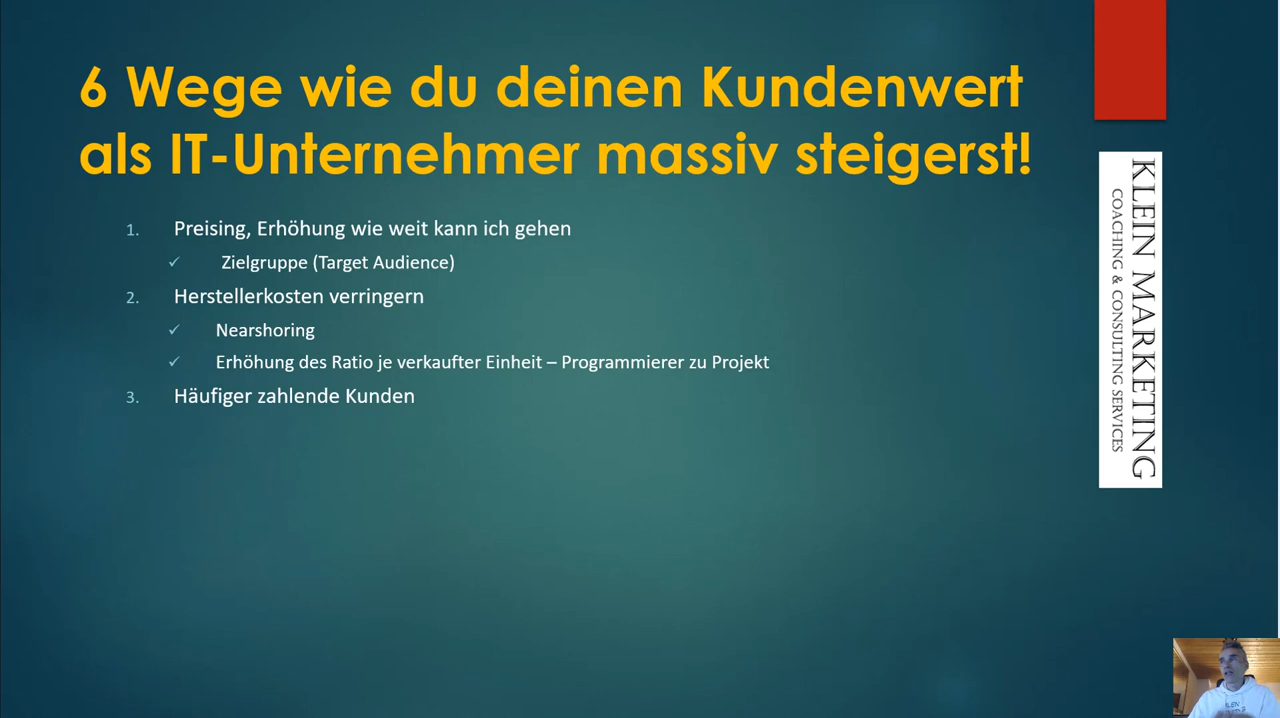 6 Wege wie du deinen Kundenwert
als IT-Unternehmer massiv steigerst!
1. Preising, Erhöhung wie weit kann ich gehen
✓ Zielgruppe (Target Audience)
2. Herstellerkosten verringern
✓ Nearshoring
✓ Erhöhung des Ratio je verkaufter Einheit – Programmierer zu Projekt
3. Häufiger zahlende Kunden
KLEIN MARKETING
COACHING & CONSULTING SERVICES